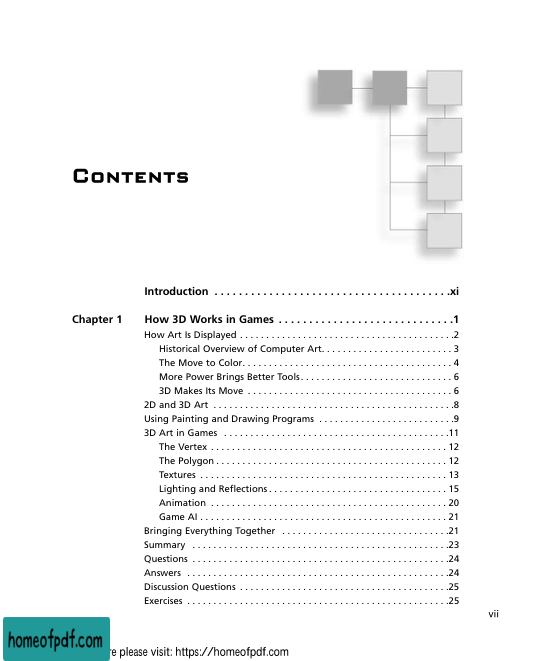 CONTENTS
Introduction . . . . . . . . . . . . . . . . . . . . . . . . . . . . . . . . . . . . . . .xi
Chapter 1 How 3D Works in Games . . . . . . . . . . . . . . . . . . . . . . . . . . . . .1
How Art Is Displayed . . . . . . . . . . . . . . . . . . . . . . . . . . . . . . . . . . . . . .2
Historical Overview of Computer Art. . . . . . . . . . . . . . . . . . . . . . . 3
The Move to Color. . . . . . . . . . . . . . . . . . . . . . . . . . . . . . . . . . . . . 4
More Power Brings Better Tools. . . . . . . . . . . . . . . . . . . . . . . . . . . 6
3D Makes Its Move . . . . . . . . . . . . . . . . . . . . . . . . . . . . . . . . . . . . 6
2D and 3D Art . . . . . . . . . . . . . . . . . . . . . . . . . . . . . . . . . . . . . . . . . .8
Using Painting and Drawing Programs . . . . . . . . . . . . . . . . . . . . . . . .9
3D Art in Games . . . . . . . . . . . . . . . . . . . . . . . . . . . . . . . . . . . . . . . .11
The Vertex . . . . . . . . . . . . . . . . . . . . . . . . . . . . . . . . . . . . . . . . . . 12
The Polygon . . . . . . . . . . . . . . . . . . . . . . . . . . . . . . . . . . . . . . . . . 12
Textures . . . . . . . . . . . . . . . . . . . . . . . . . . . . . . . . . . . . . . . . . . . . 13
Lighting and Reflections . . . . . . . . . . . . . . . . . . . . . . . . . . . . . . . . 15
Animation . . . . . . . . . . . . . . . . . . . . . . . . . . . . . . . . . . . . . . . . . . 20
Game AI . . . . . . . . . . . . . . . . . . . . . . . . . . . . . . . . . . . . . . . . . . . . 21
Bringing Everything Together . . . . . . . . . . . . . . . . . . . . . . . . . . . . . .21
Summary . . . . . . . . . . . . . . . . . . . . . . . . . . . . . . . . . . . . . . . . . . . . .23
Questions . . . . . . . . . . . . . . . . . . . . . . . . . . . . . . . . . . . . . . . . . . . . .24
Answers . . . . . . . . . . . . . . . . . . . . . . . . . . . . . . . . . . . . . . . . . . . . . .24
Discussion Questions . . . . . . . . . . . . . . . . . . . . . . . . . . . . . . . . . . . . .25
Exercises . . . . . . . . . . . . . . . . . . . . . . . . . . . . . . . . . . . . . . . . . . . . . .25
vii
homeofpdf.com
please visit: https://homeofpdf.com